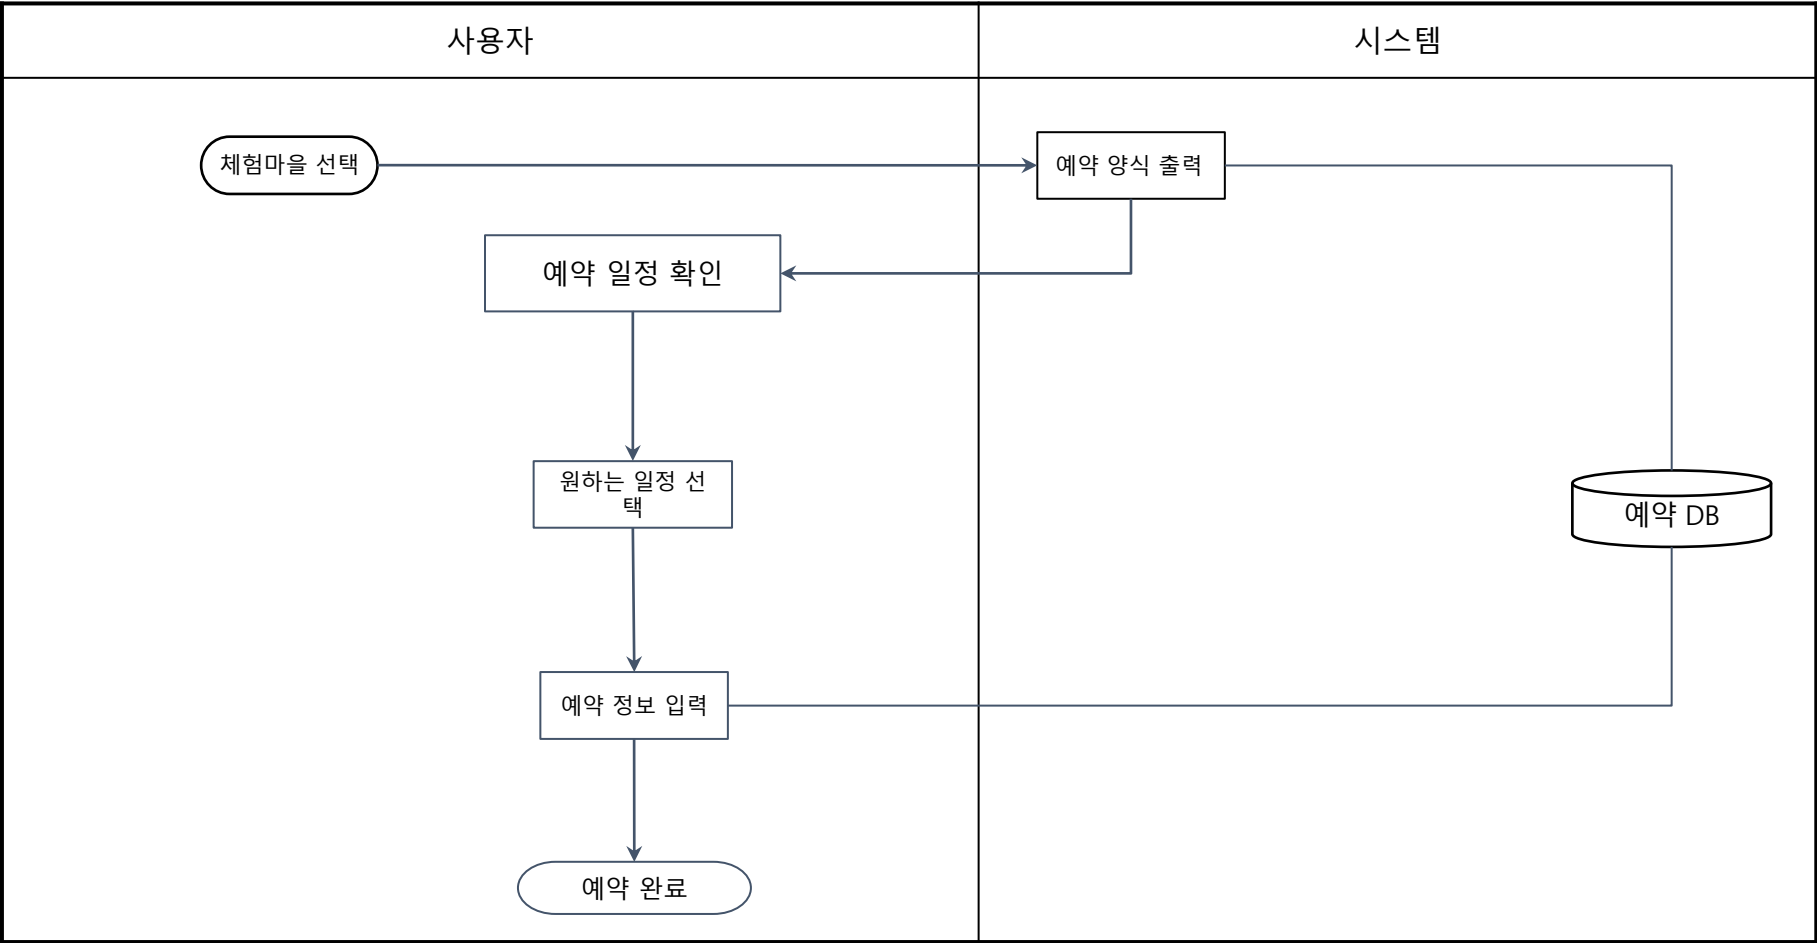 사용자
시스템
체험마을 선택
예약 양식 출력
예약 일정 확인
원하는 일정 선
택
예약 DB
예약 정보 입력
예약 완료